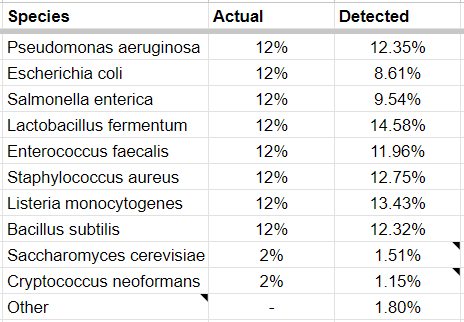 Species Actual Detected
Pseudomonas aeruginosa 12% 12.35%
Escherichia coli 12% 8.61%
Salmonella enterica 12% 9.54%
Lactobacillus fermentum 12% 14.58%
Enterococcus faecalis 12% 11.96%
Staphylococcus aureus 12% 12.75%
Listeria monocytogenes 12% 13.43%
Bacillus subtilis 12% 12.32%
Saccharomyces cerevisiae 2% 1.51%
Cryptococcus neoformans 2% 1.15%
Other - 1.80%